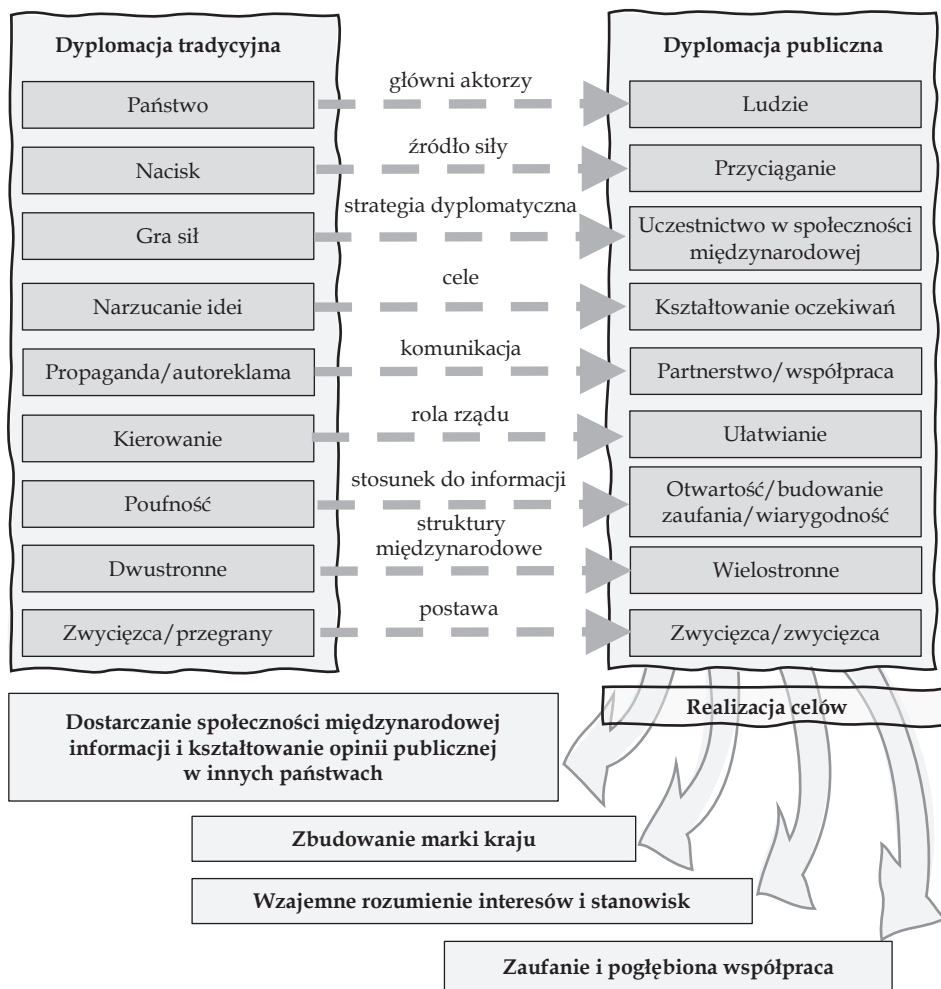 Dyplomacja tradycyjna
Dyplomacja publiczna
Państwo
główni aktorzy
Ludzie
Nacisk
źródło siły
Przyciąganie
Gra sił
strategia dyplomatyczna
Uczestnictwo w społeczności
międzynarodowej
Narzucanie idei
cele
Kształtowanie oczekiwań
Propaganda/autoreklama
komunikacja
Partnerstwo/współpraca
Kierowanie
rola rządu
Ułatwianie
Poufność
stosunek do informacji
Otwartość/budowanie
zaufania/wiarygodność
Dwustronne
struktury
międzynarodowe
Wielostronne
Zwycięzca/przegrany
postawa
Zwycięzca/zwycięzca
Realizacja celów
Dostarczanie społeczności międzynarodowej
informacji i kształtowanie opinii publicznej
w innych państwach
Zbudowanie marki kraju
Wzajemne rozumienie interesów i stanowisk
Zaufanie i pogłębiona współpraca